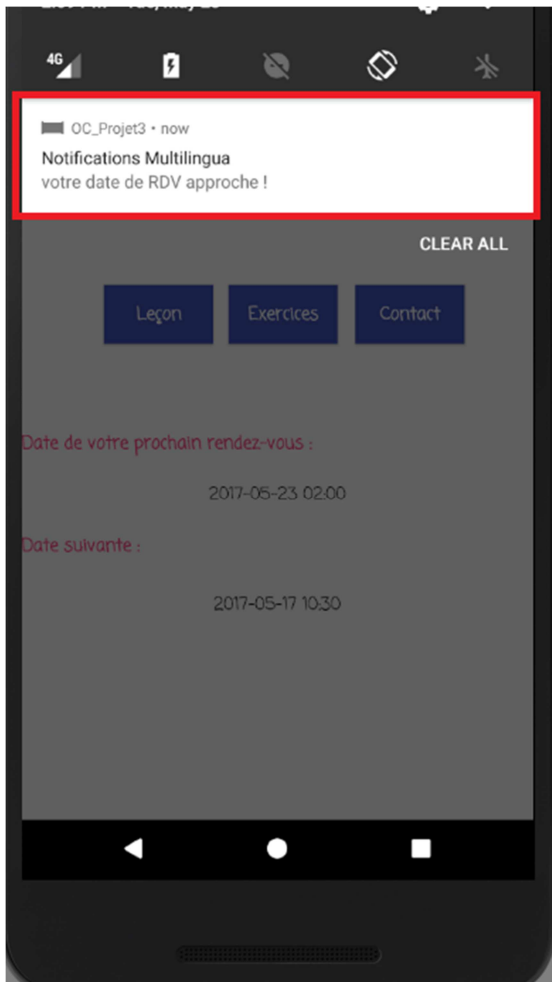 4G
OC_Projet3 • now
Notifications Multilingua
votre date de RDV approche !
CLEAR ALL
Leçon Exercices Contact
Date de votre prochain rendez-vous :
2017-05-23 02:00
Date suivante :
2017-05-17 10:30